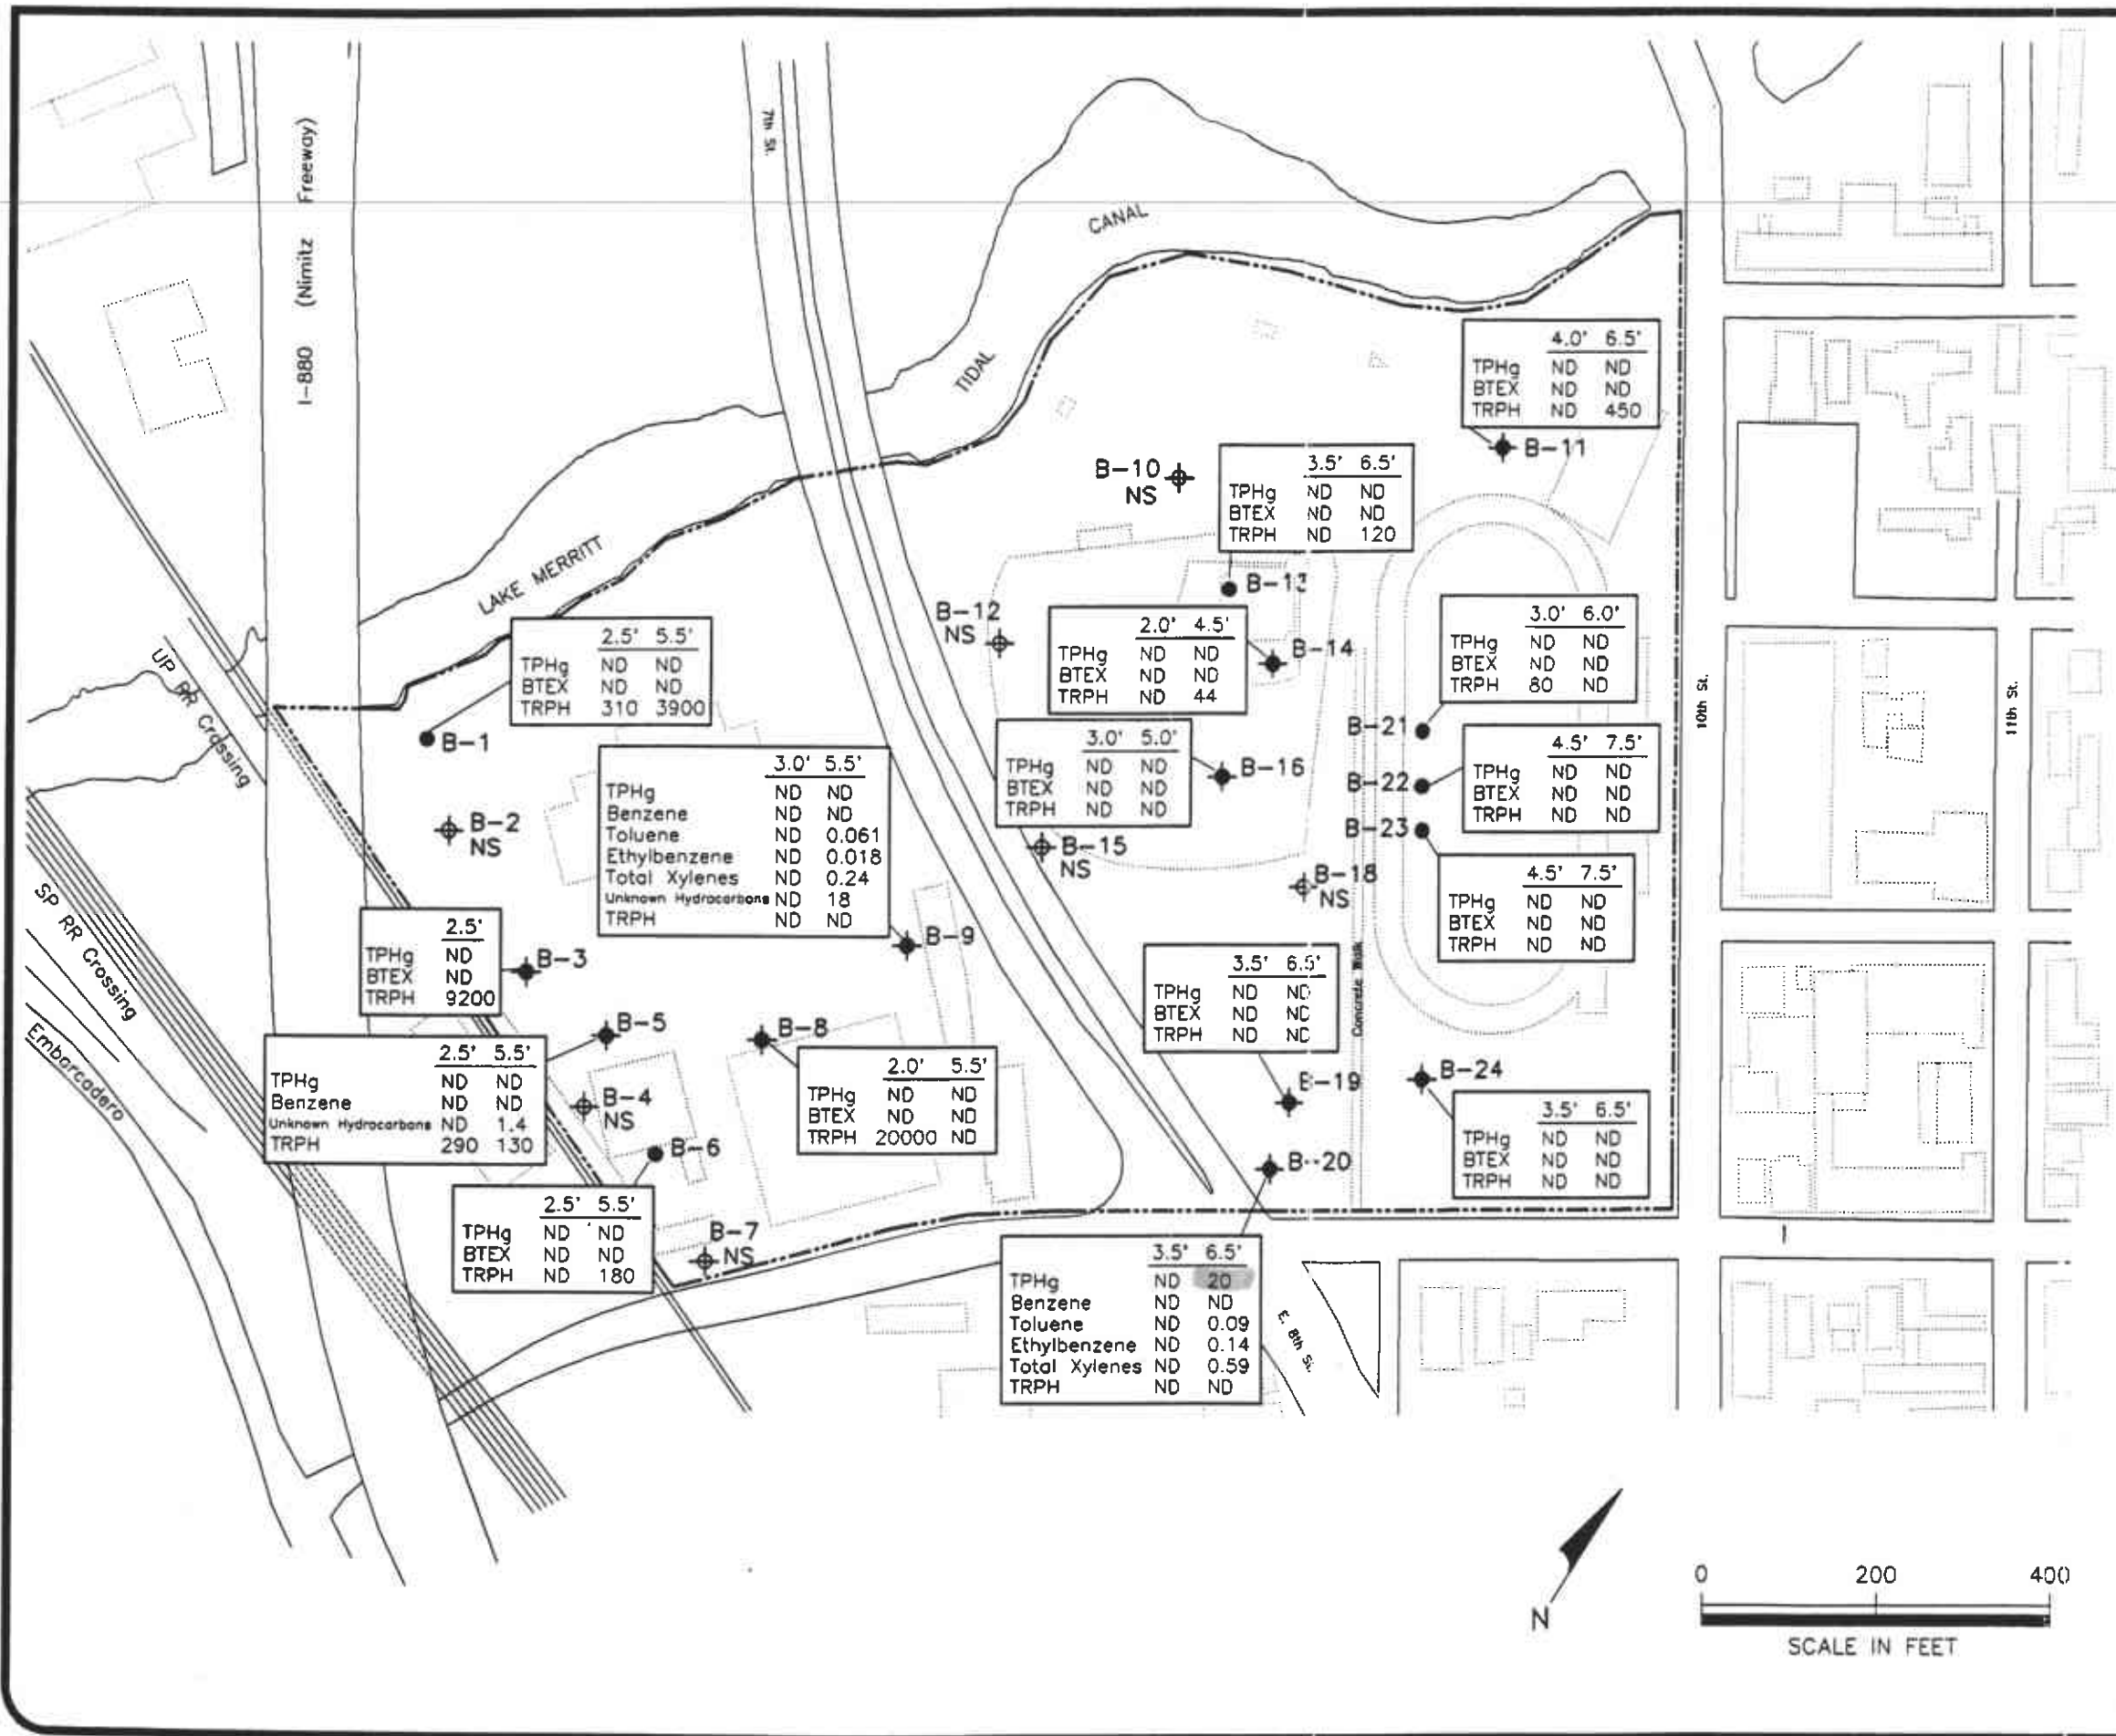 I-880 (Nimitz Freeway)
7th St.
CANAL
TIDAL
LAKE MERRITT
UP RR Crossing
SP RR Crossing
Embarcadero
10th St.
11th St.
E. 8th St.
Concrete Walk
4.0' 6.5'
TPHg ND ND
BTEX ND ND
TRPH ND 450
B-11
B-10
NS
3.5' 6.5'
TPHg ND ND
BTEX ND ND
TRPH ND 120
B-13
B-12
NS
2.0' 4.5'
TPHg ND ND
BTEX ND ND
TRPH ND 44
B-14
3.0' 6.0'
TPHg ND ND
BTEX ND ND
TRPH 80 ND
B-21
2.5' 5.5'
TPHg ND ND
BTEX ND ND
TRPH 310 3900
B-1
3.0' 5.0'
TPHg ND ND
BTEX ND ND
TRPH ND ND
B-16
4.5' 7.5'
TPHg ND ND
BTEX ND ND
TRPH ND ND
B-22
B-23
3.0' 5.5'
TPHg ND ND
Benzene ND ND
Toluene ND 0.061
Ethylbenzene ND 0.018
Total Xylenes ND 0.24
Unknown Hydrocarbons ND 18
TRPH ND ND
B-9
B-2
NS
B-15
NS
B-18
NS
4.5' 7.5'
TPHg ND ND
BTEX ND ND
TRPH ND ND
2.5'
TPHg ND
BTEX ND
TRPH 9200
B-3
3.5' 6.5'
TPHg ND ND
BTEX ND ND
TRPH ND ND
B-19
B-5
B-8
2.5' 5.5'
TPHg ND ND
Benzene ND ND
Unknown Hydrocarbons ND 1.4
TRPH 290 130
B-4
NS
2.0' 5.5'
TPHg ND ND
BTEX ND ND
TRPH 20000 ND
B-24
3.5' 6.5'
TPHg ND ND
BTEX ND ND
TRPH ND ND
B-6
B-20
2.5' 5.5'
TPHg ND ND
BTEX ND ND
TRPH ND 180
B-7
NS
3.5' 6.5'
TPHg ND 20
Benzene ND ND
Toluene ND 0.09
Ethylbenzene ND 0.14
Total Xylenes ND 0.59
TRPH ND ND
N
0 200 400
SCALE IN FEET